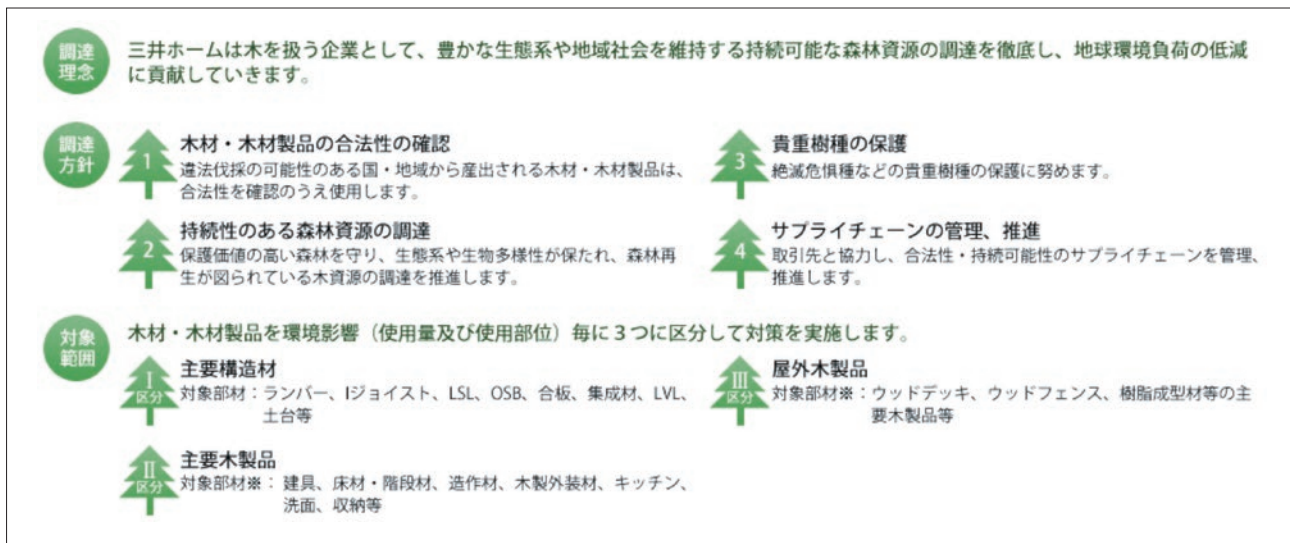 調達
理念
三井ホームは木を扱う企業として、豊かな生態系や地域社会を維持する持続可能な森林資源の調達を徹底し、地球環境負荷の低減
に貢献していきます。
調達
方針
1
木材・木材製品の合法性の確認
違法伐採の可能性のある国・地域から産出される木材・木材製品は、
合法性を確認のうえ使用します。
2
持続性のある森林資源の調達
保護価値の高い森林を守り、生態系や生物多様性が保たれ、森林再
生が図られている木資源の調達を推進します。
3
貴重樹種の保護
絶滅危惧種などの貴重樹種の保護に努めます。
4
サプライチェーンの管理、推進
取引先と協力し、合法性・持続可能性のサプライチェーンを管理、
推進します。
対象
範囲
木材・木材製品を環境影響（使用量及び使用部位）毎に３つに区分して対策を実施します。
Ⅰ
区分
主要構造材
対象部材：ランバー、Iジョイスト、LSL、OSB、合板、集成材、LVL、
土台等
Ⅱ
区分
主要木製品
対象部材※： 建具、床材・階段材、造作材、木製外装材、キッチン、
洗面、収納等
Ⅲ
区分
屋外木製品
対象部材※：ウッドデッキ、ウッドフェンス、樹脂成型材等の主
要木製品等